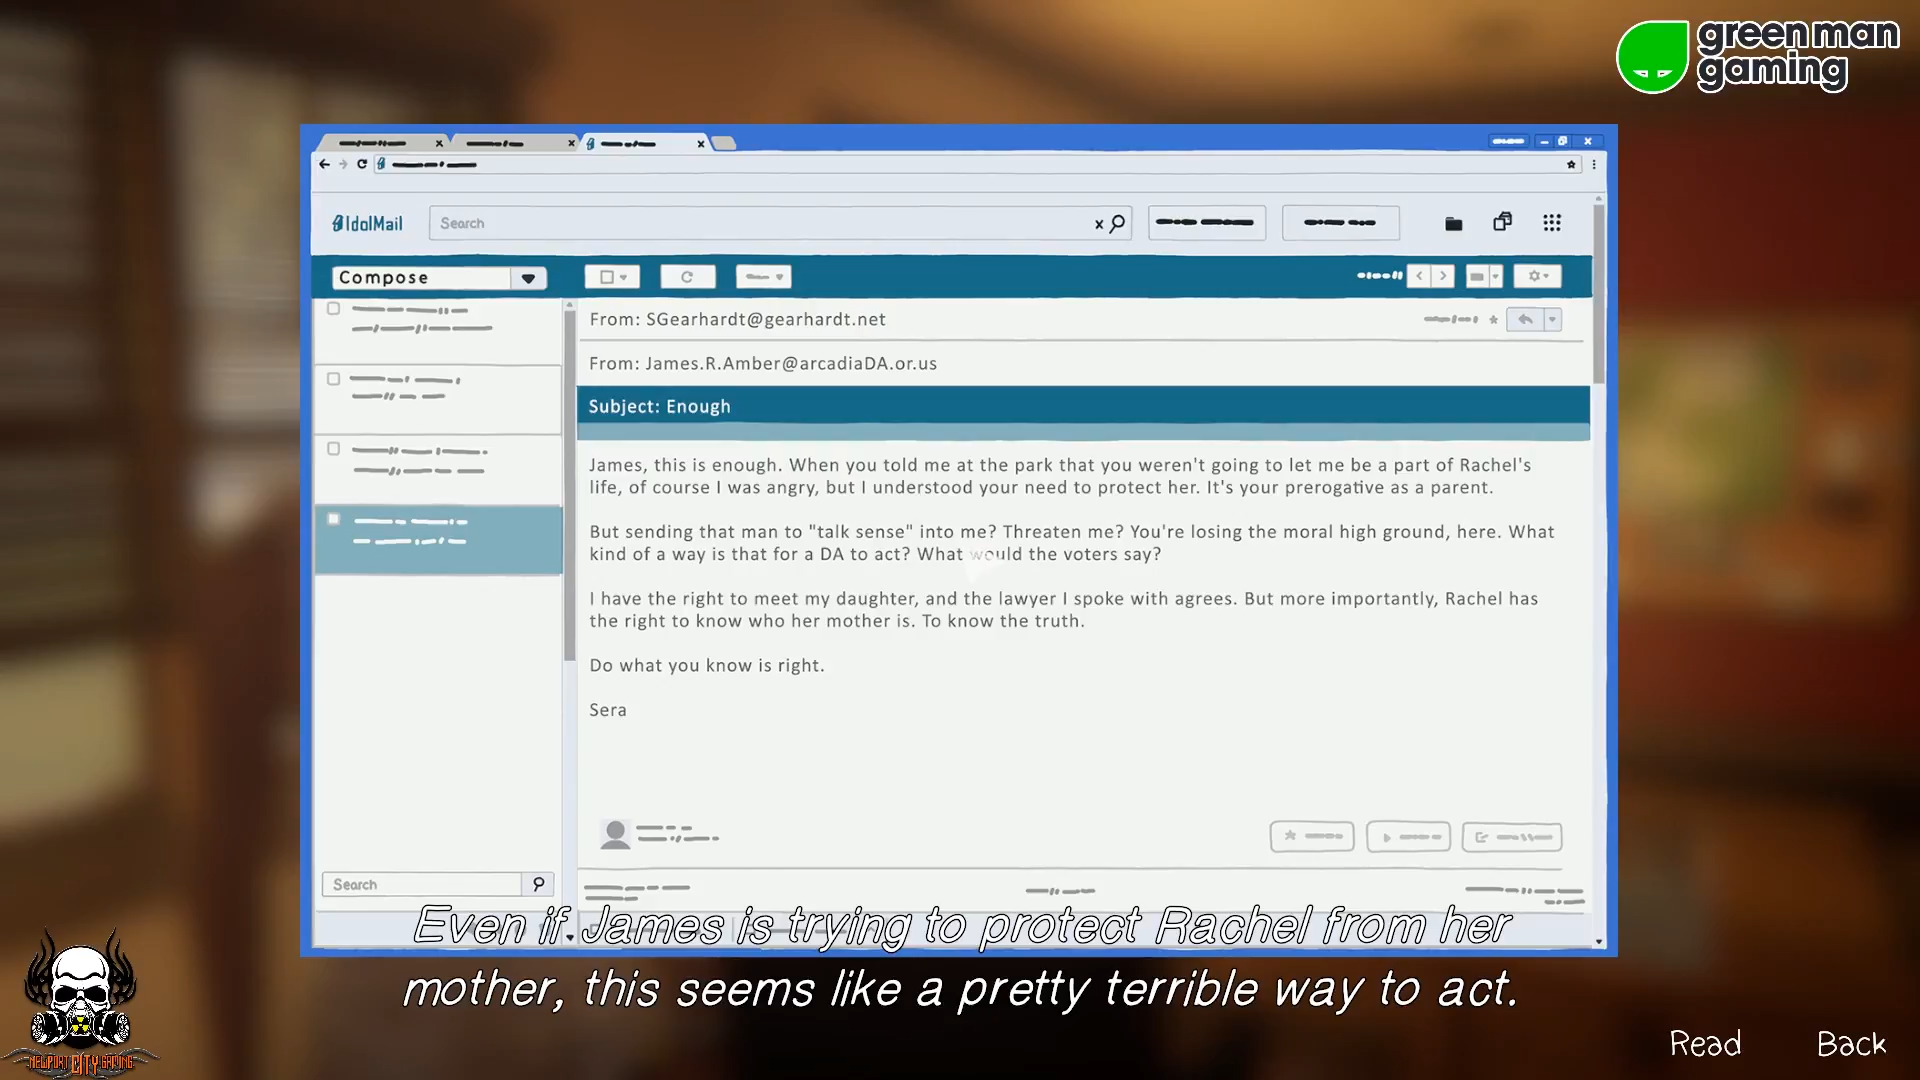 green man
gaming
IdolMail
Search
Compose
From: SGearhardt@gearhardt.net
From: James.R.Amber@arcadiaDA.or.us
Subject: Enough
James, this is enough. When you told me at the park that you weren't going to let me be a part of Rachel's
life, of course I was angry, but I understood your need to protect her. It's your prerogative as a parent.
But sending that man to "talk sense" into me? Threaten me? You're losing the moral high ground, here. What
kind of a way is that for a DA to act? What would the voters say?
I have the right to meet my daughter, and the lawyer I spoke with agrees. But more importantly, Rachel has
the right to know who her mother is. To know the truth.
Do what you know is right.
Sera
Search
Even if James is trying to protect Rachel from her
mother, this seems like a pretty terrible way to act.
NEWPORT CITY GAMING
Read Back